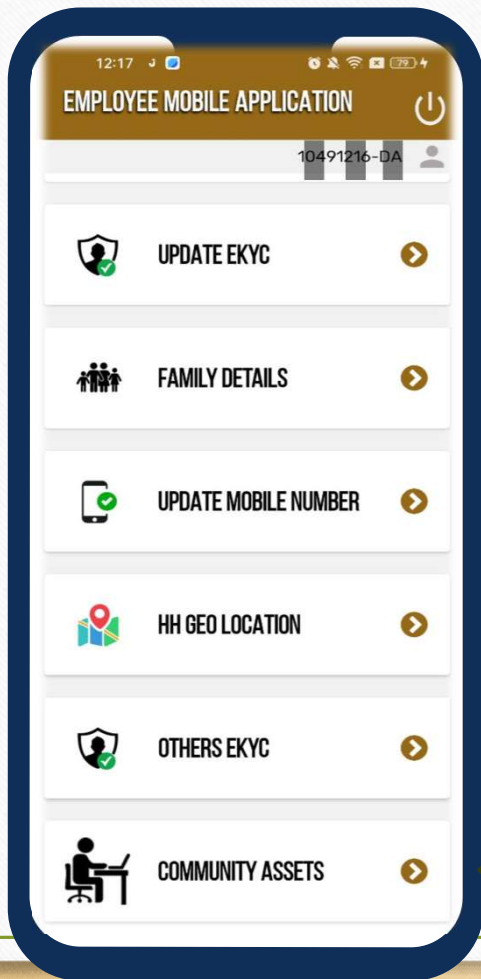 12:17
79
EMPLOYEE MOBILE APPLICATION
10491216-DA
UPDATE EKYC
FAMILY DETAILS
UPDATE MOBILE NUMBER
HH GEO LOCATION
OTHERS EKYC
COMMUNITY ASSETS